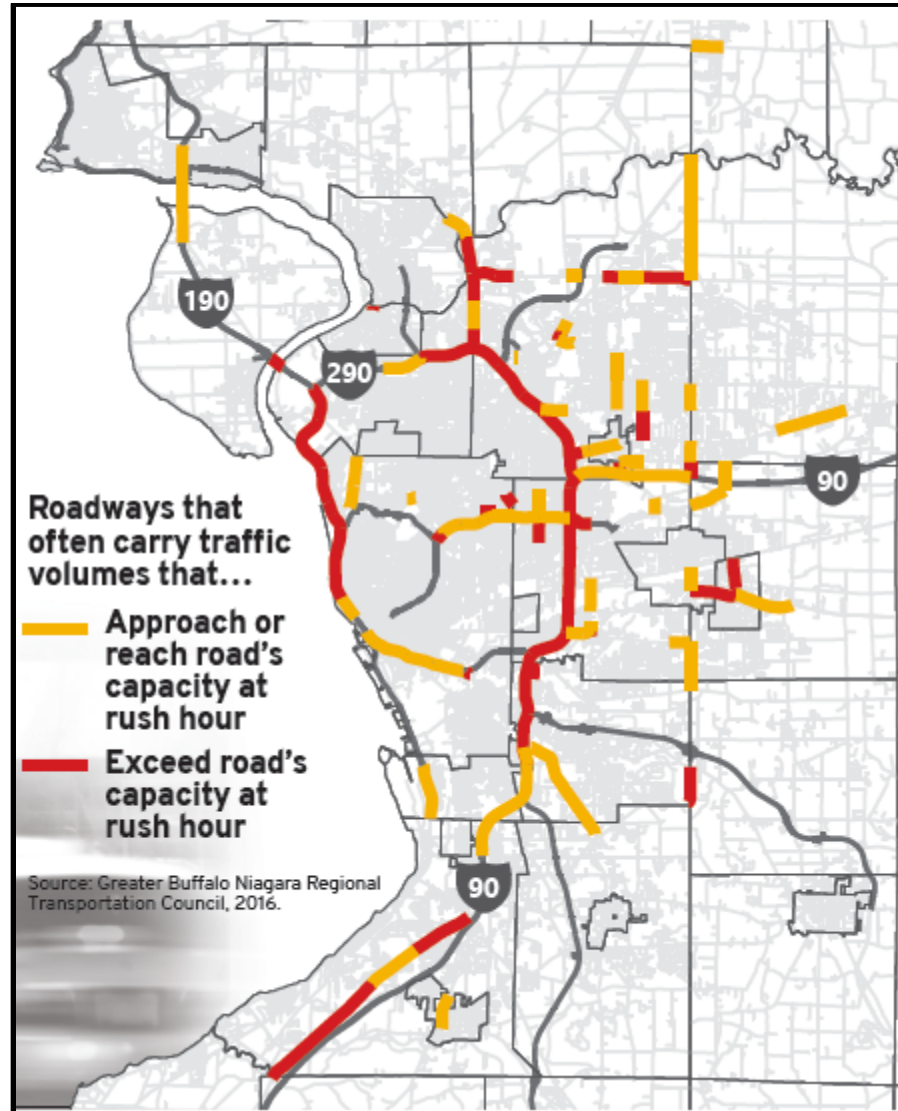 190
290
90
Roadways that
often carry traffic
volumes that...
Approach or
reach road's
capacity at
rush hour
Exceed road's
capacity at
rush hour
Source: Greater Buffalo Niagara Regional
Transportation Council, 2016.
90